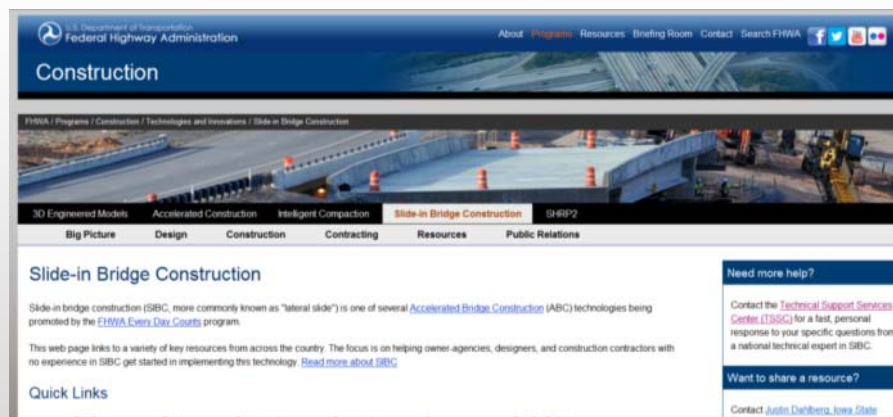 U.S. Department of Transportation
Federal Highway Administration
About Programs Resources Briefing Room Contact Search FHWA
Construction
FHWA / Programs / Construction / Technologies and Innovations / Slide-in Bridge Construction
3D Engineered Models Accelerated Construction Intelligent Compaction Slide-in Bridge Construction SHRP2
Big Picture Design Construction Contracting Resources Public Relations
Slide-in Bridge Construction
Slide-in bridge construction (SIBC, more commonly known as "lateral slide") is one of several Accelerated Bridge Construction (ABC) technologies being
promoted by the FHWA Every Day Counts program.
This web page links to a variety of key resources from across the country. The focus is on helping owner-agencies, designers, and construction contractors with
no experience in SIBC get started in implementing this technology. Read more about SIBC
Quick Links
Need more help?
Contact the Technical Support Services
Center (TSSC) for a fast, personal
response to your specific questions from
a national technical expert in SIBC.
Want to share a resource?
Contact Justin Dahlberg, Iowa State